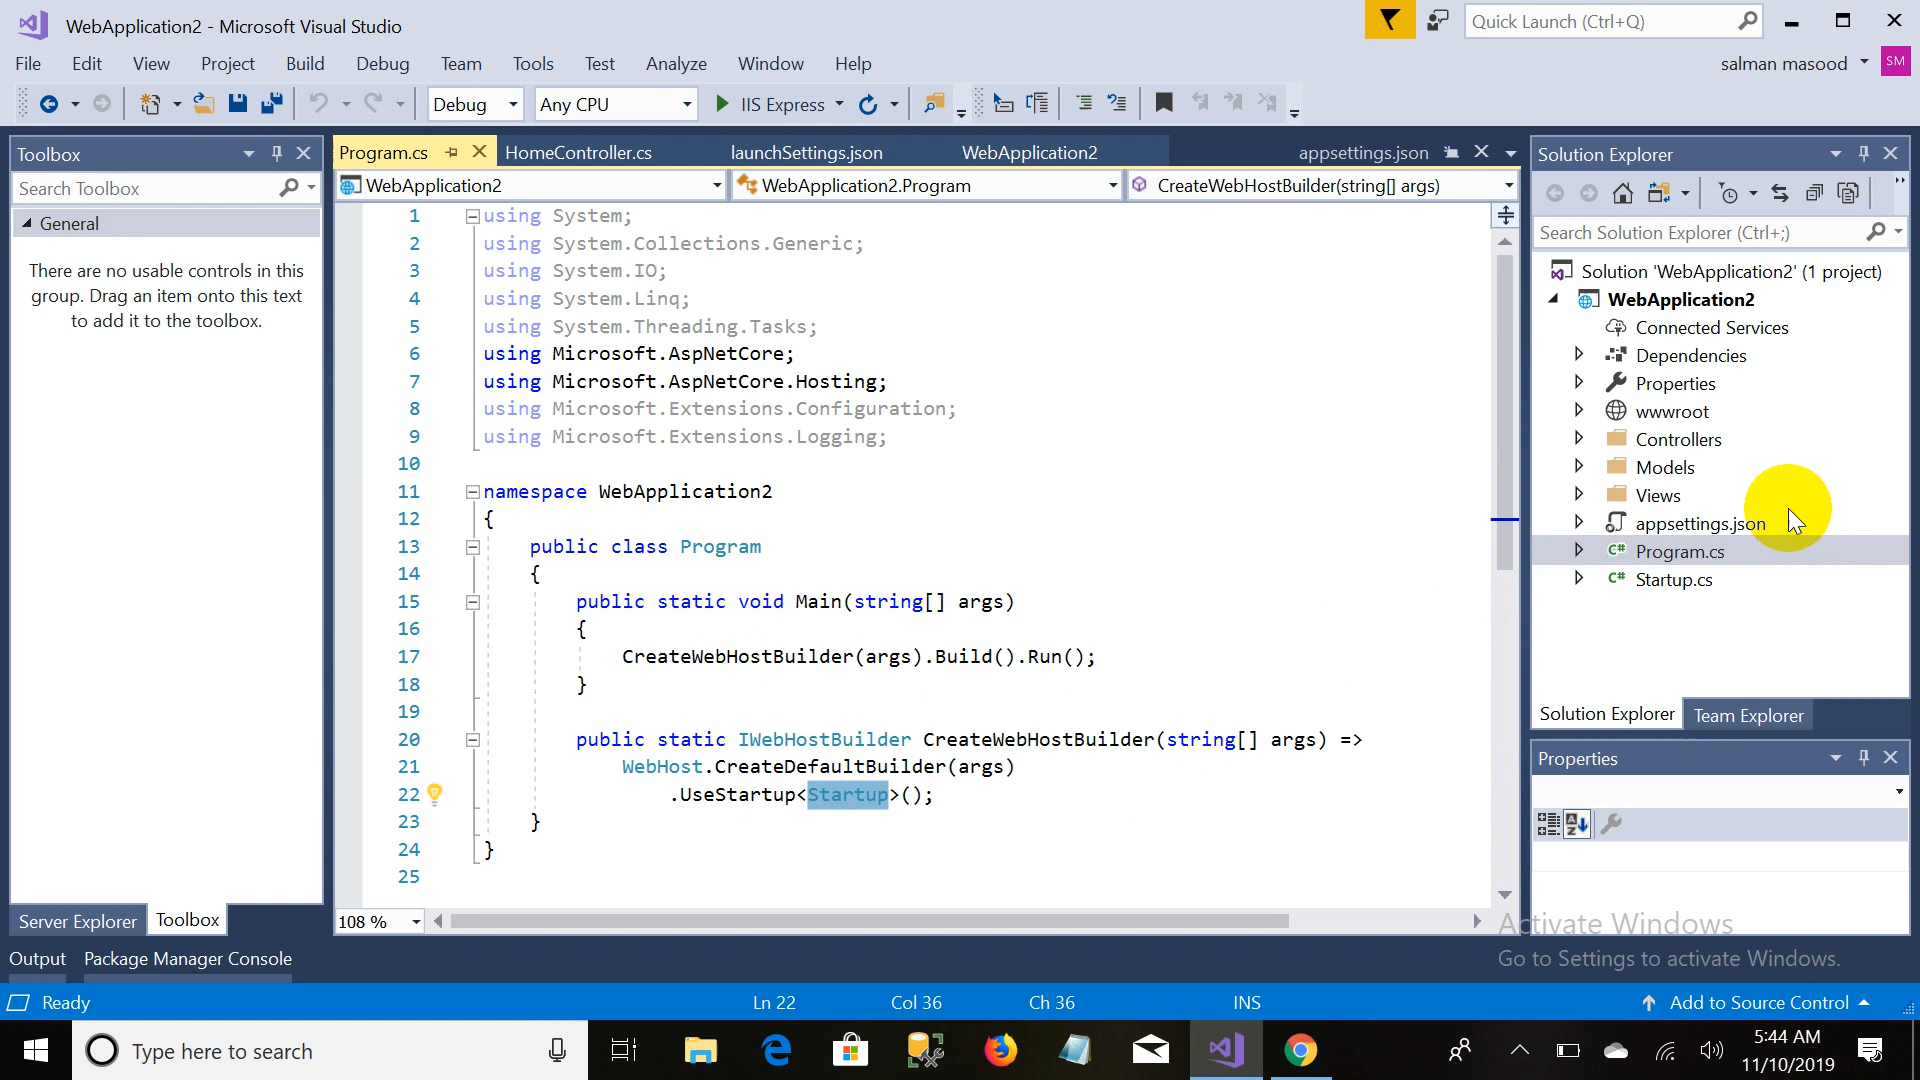 WebApplication2 - Microsoft Visual Studio
Quick Launch (Ctrl+Q)
File Edit View Project Build Debug Team Tools Test Analyze Window Help
salman masood SM
Debug Any CPU IIS Express
Toolbox
Search Toolbox
General
There are no usable controls in this
group. Drag an item onto this text
to add it to the toolbox.
Server Explorer Toolbox
Program.cs HomeController.cs launchSettings.json WebApplication2 appsettings.json
WebApplication2 WebApplication2.Program CreateWebHostBuilder(string[] args)
1 using System;
2 using System.Collections.Generic;
3 using System.IO;
4 using System.Linq;
5 using System.Threading.Tasks;
6 using Microsoft.AspNetCore;
7 using Microsoft.AspNetCore.Hosting;
8 using Microsoft.Extensions.Configuration;
9 using Microsoft.Extensions.Logging;
10
11 namespace WebApplication2
12 {
13 public class Program
14 {
15 public static void Main(string[] args)
16 {
17 CreateWebHostBuilder(args).Build().Run();
18 }
19
20 public static IWebHostBuilder CreateWebHostBuilder(string[] args) =>
21 WebHost.CreateDefaultBuilder(args)
22 .UseStartup<Startup>();
23 }
24 }
25
108 %
Solution Explorer
Search Solution Explorer (Ctrl+;)
Solution 'WebApplication2' (1 project)
WebApplication2
Connected Services
Dependencies
Properties
wwwroot
Controllers
Models
Views
appsettings.json
C# Program.cs
C# Startup.cs
Solution Explorer Team Explorer
Properties
Activate Windows
Go to Settings to activate Windows.
Output Package Manager Console
Ready Ln 22 Col 36 Ch 36 INS Add to Source Control
Type here to search
5:44 AM
11/10/2019